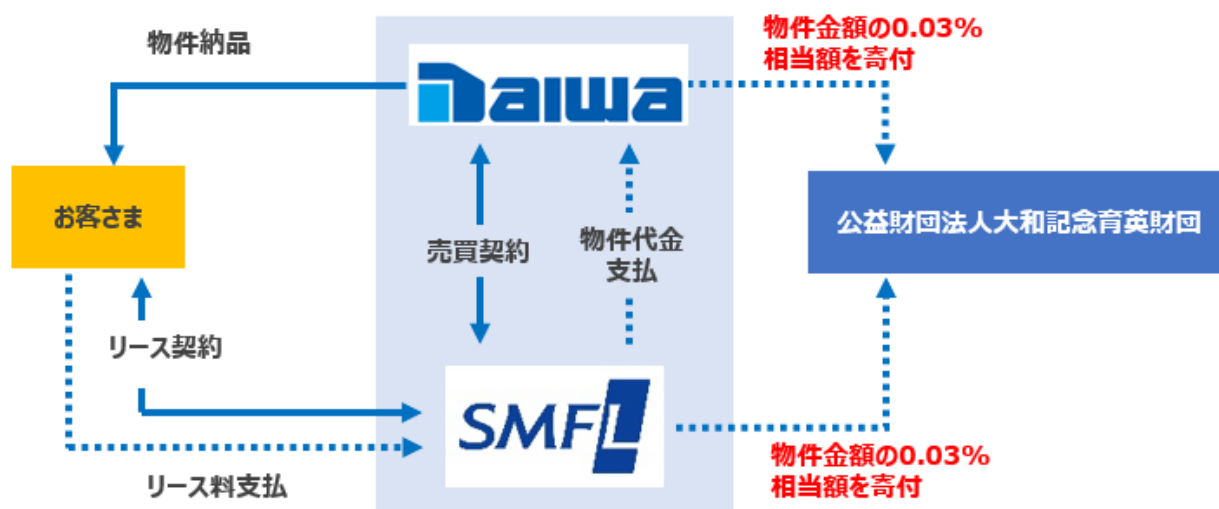 物件納品
Daiwa
物件金額の0.03%
相当額を寄付
お客さま
公益財団法人大和記念育英財団
売買契約
物件代金
支払
リース契約
SMFL
リース料支払
物件金額の0.03%
相当額を寄付